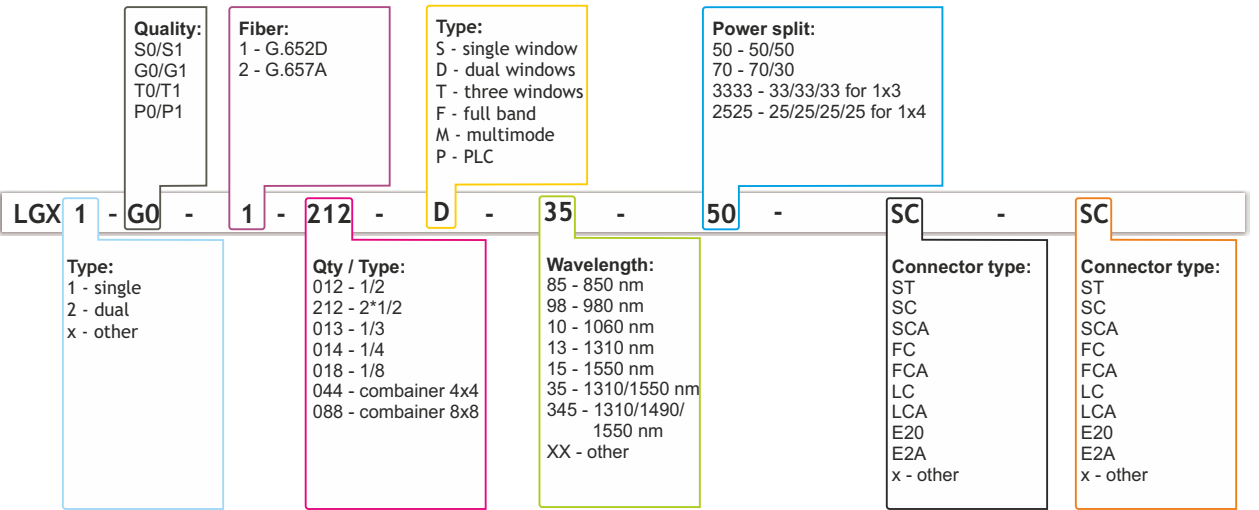 Quality:
S0/S1
G0/G1
T0/T1
P0/P1
Fiber:
1 - G.652D
2 - G.657A
Type:
S - single window
D - dual windows
T - three windows
F - full band
M - multimode
P - PLC
Power split:
50 - 50/50
70 - 70/30
3333 - 33/33/33 for 1x3
2525 - 25/25/25/25 for 1x4
LGX 1 - G0 - 1 - 212 - D - 35 - 50 - SC - SC
Type:
1 - single
2 - dual
x - other
Qty / Type:
012 - 1/2
212 - 2*1/2
013 - 1/3
014 - 1/4
018 - 1/8
044 - combainer 4x4
088 - combainer 8x8
Wavelength:
85 - 850 nm
98 - 980 nm
10 - 1060 nm
13 - 1310 nm
15 - 1550 nm
35 - 1310/1550 nm
345 - 1310/1490/
1550 nm
XX - other
Connector type:
ST
SC
SCA
FC
FCA
LC
LCA
E20
E2A
x - other
Connector type:
ST
SC
SCA
FC
FCA
LC
LCA
E20
E2A
x - other